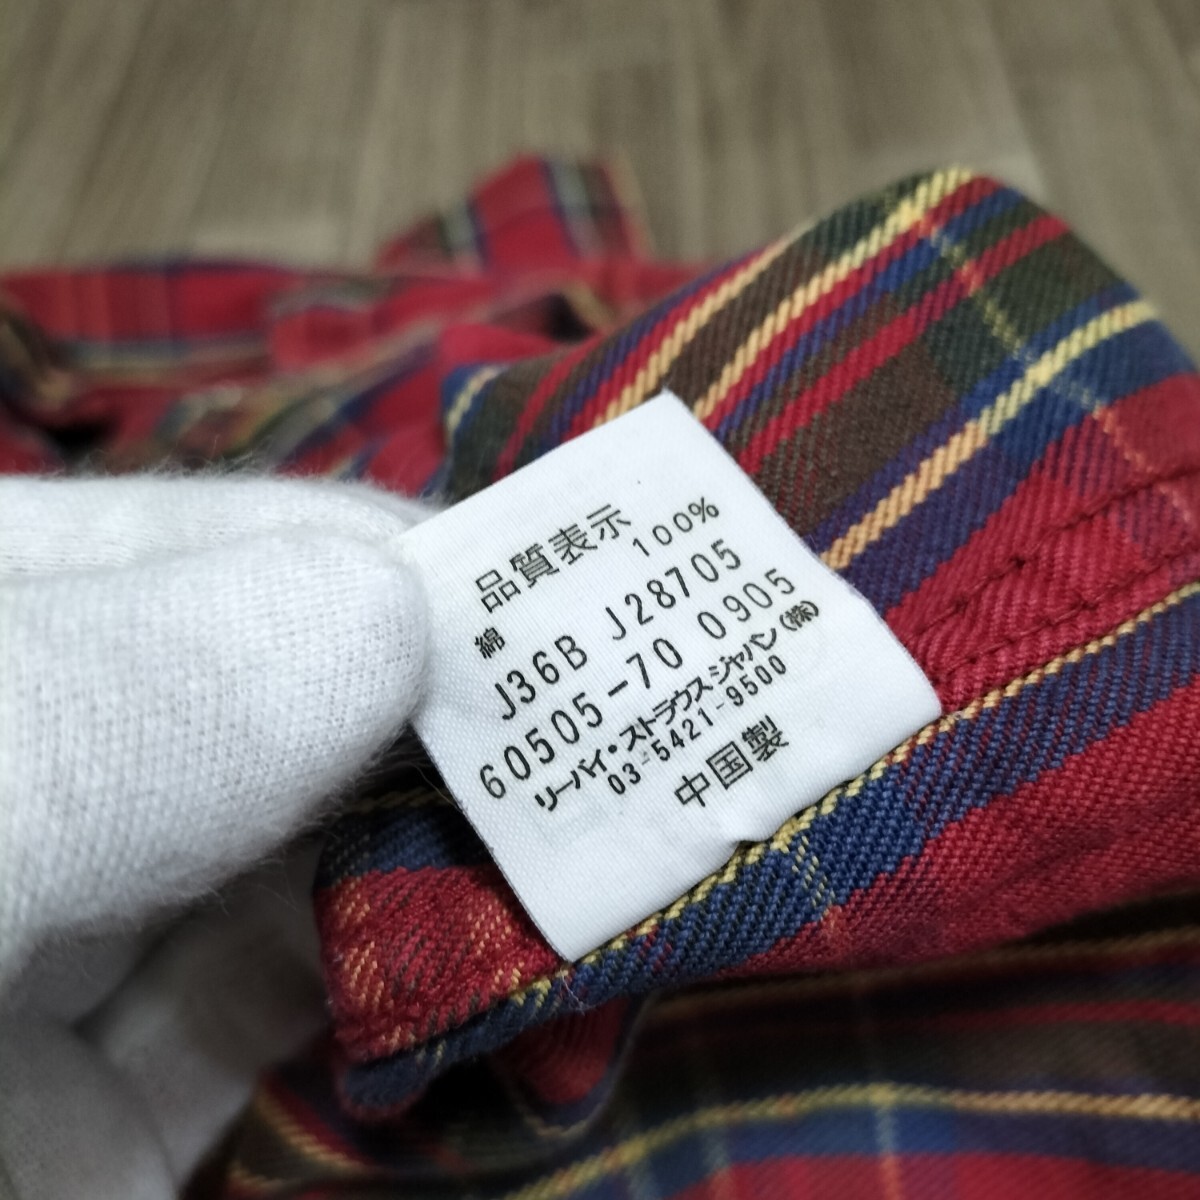 品質表示
綿 100%
J36B J28705
60505-70 0905
リーバイ・ストラウスジャパン(株)
03-5421-9500
中国製